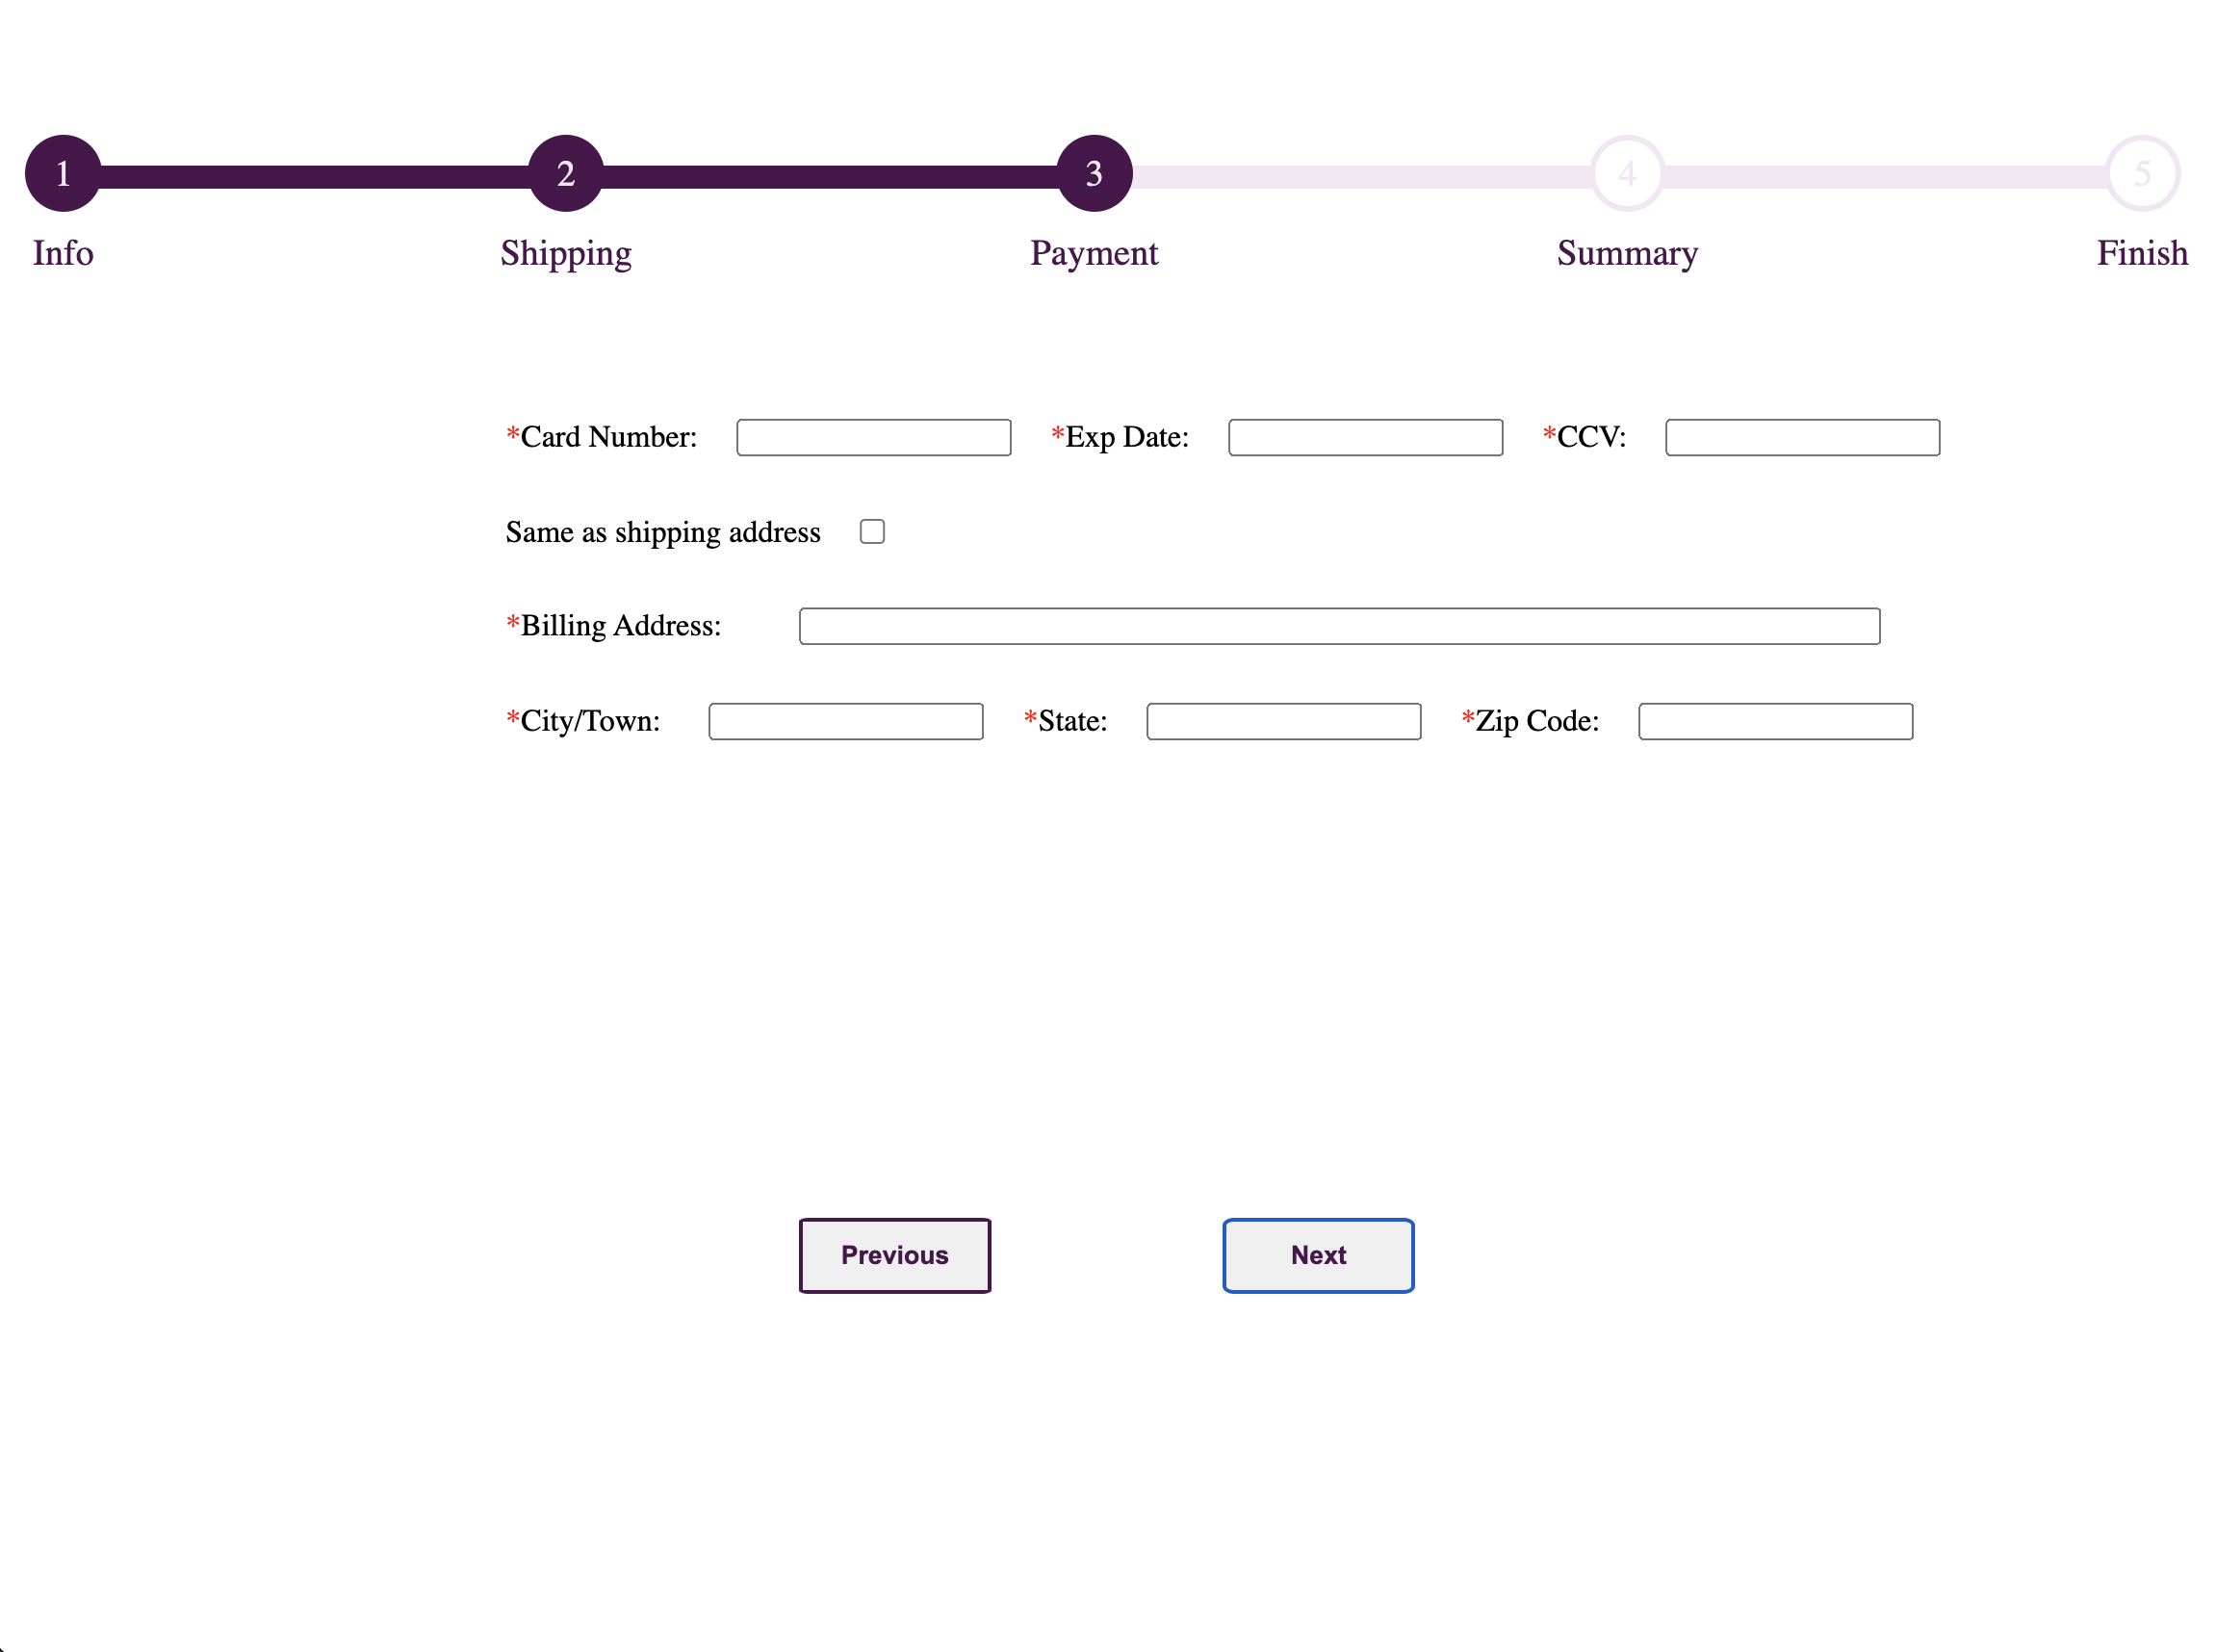 1 2 3 4 5
Info Shipping Payment Summary Finish
*Card Number: *Exp Date: *CCV:
Same as shipping address
*Billing Address:
*City/Town: *State: *Zip Code:
Previous Next